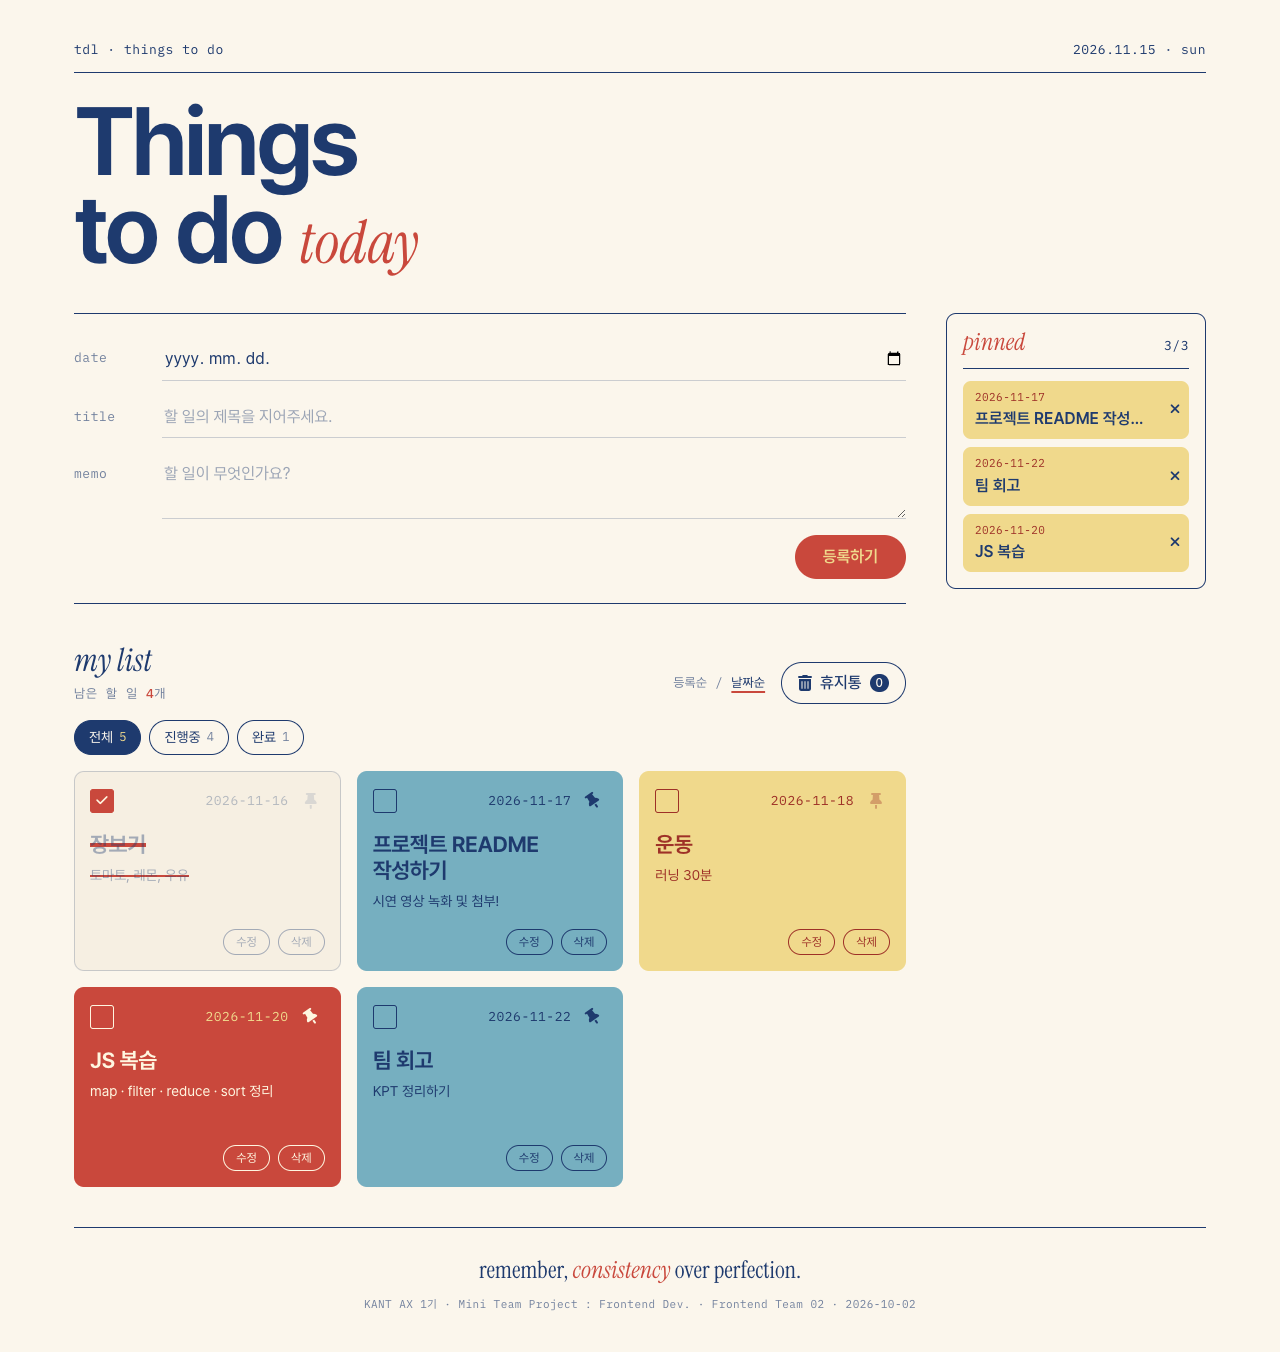 tdl · things to do
2026.11.15 · sun
Things
to do today
date
yyyy. mm. dd.
title
할 일의 제목을 지어주세요.
memo
할 일이 무엇인가요?
등록하기
pinned
3/3
2026-11-17
프로젝트 README 작성...
×
2026-11-22
팀 회고
×
2026-11-20
JS 복습
×
my list
남은 할 일 4개
등록순 / 날짜순
휴지통 0
전체 5
진행중 4
완료 1
2026-11-16
장보기
토마토, 레몬, 우유
수정
삭제
2026-11-17
프로젝트 README
작성하기
시연 영상 녹화 및 첨부!
수정
삭제
2026-11-18
운동
러닝 30분
수정
삭제
2026-11-20
JS 복습
map · filter · reduce · sort 정리
수정
삭제
2026-11-22
팀 회고
KPT 정리하기
수정
삭제
remember, consistency over perfection.
KANT AX 1기 · Mini Team Project : Frontend Dev. · Frontend Team 02 · 2026-10-02